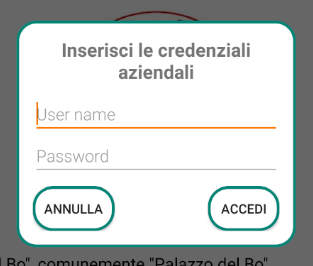 Inserisci le credenziali
aziendali
User name
Password
ANNULLA ACCEDI
Bo", comunemente "Palazzo del Bo"